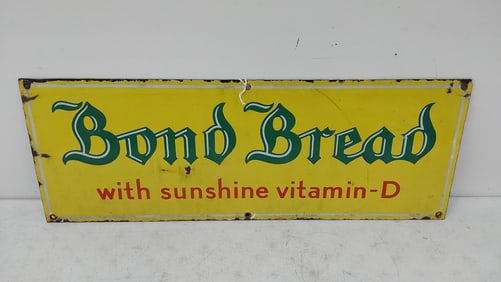 Bond Bread
with sunshine vitamin-D